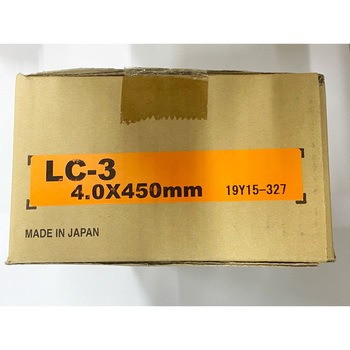 LC-3
4.0X450mm 19Y15-327
MADE IN JAPAN